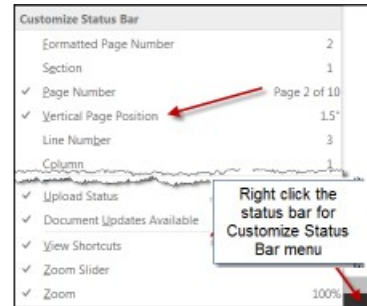 Customize Status Bar
Formatted Page Number 2
Section 1
✓ Page Number Page 2 of 10
✓ Vertical Page Position 1.5"
Line Number 3
Column 1
✓ Upload Status
✓ Document Updates Available
✓ View Shortcuts
✓ Zoom Slider
✓ Zoom 100%
Right click the
status bar for
Customize Status
Bar menu